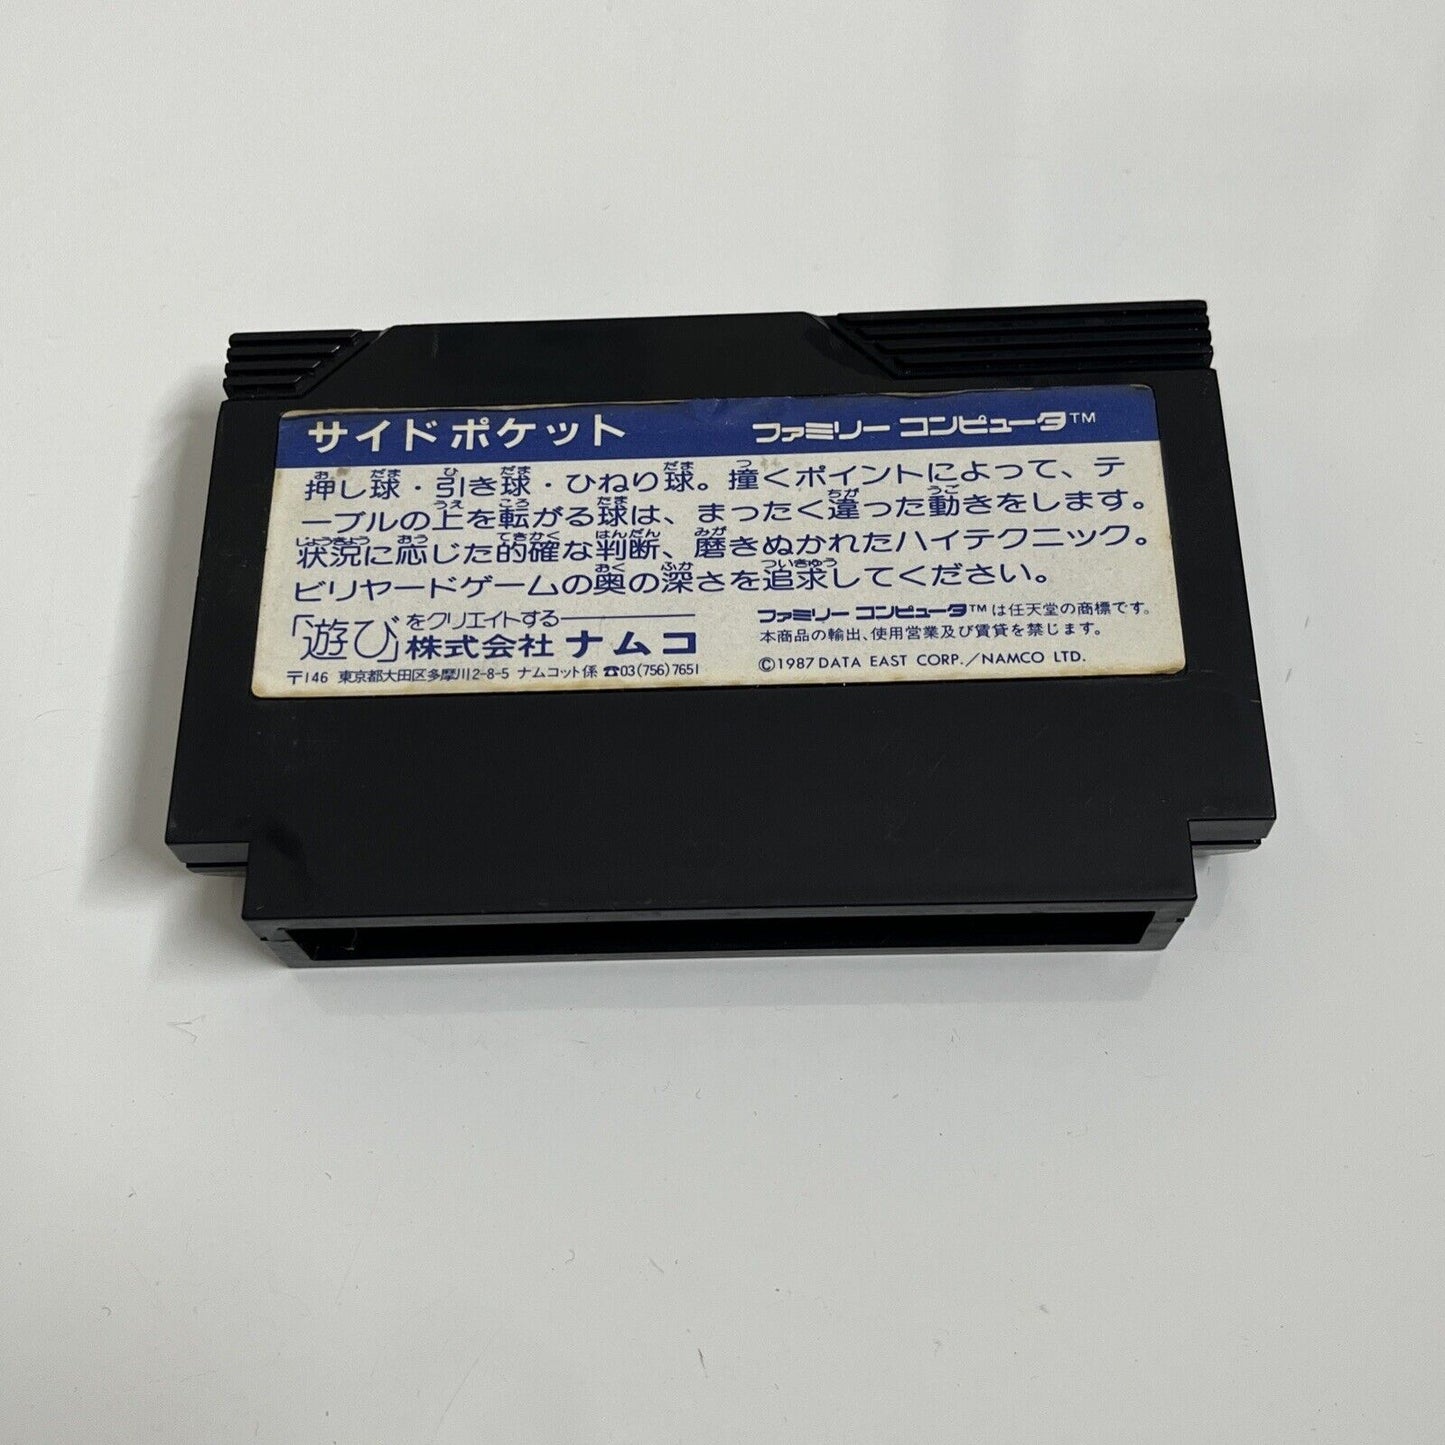 サイドポケット
ファミリーコンピュータ™
押し球・引き球・ひねり球。撞くポイントによって、テ
ーブルの上を転がる球は、まったく違った動きをします。
状況に応じた的確な判断、磨きぬかれたハイテクニック。
ビリヤードゲームの奥の深さを追求してください。
「遊び」をクリエイトする
株式会社ナムコ
〒146 東京都大田区多摩川2-8-5 ナムコット係 ☎03(756)7651
ファミリーコンピュータ™は任天堂の商標です。
本商品の輸出、使用営業及び賃貸を禁じます。
©1987 DATA EAST CORP./NAMCO LTD.